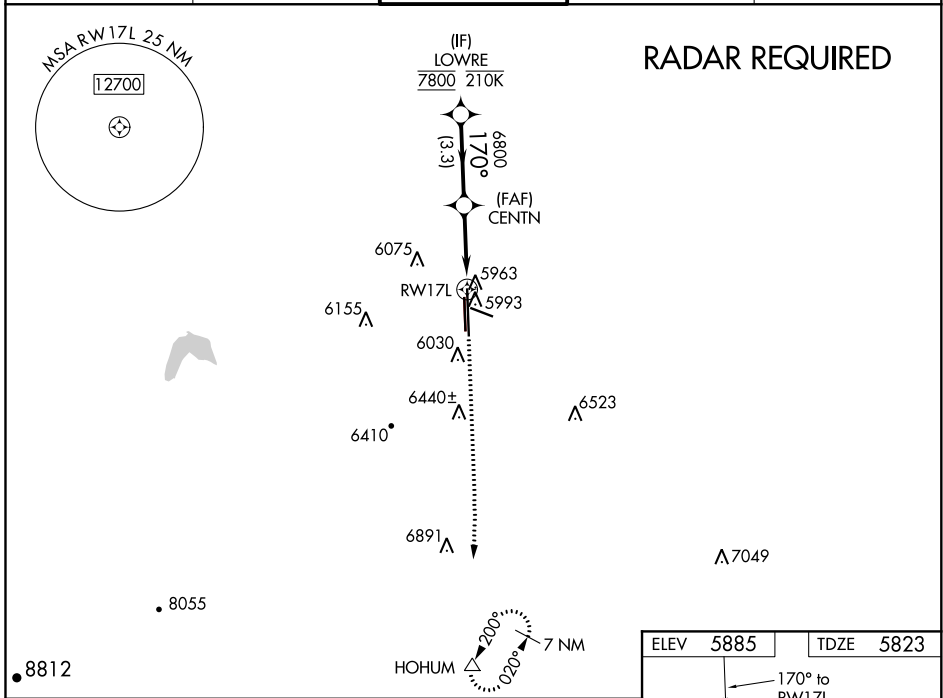 MSA RW17L 25 NM
12700
(IF)
LOWRE
7800 210K
RADAR REQUIRED
6800
170°
(3.3)
(FAF)
CENTN
6075
5963
RW17L
5993
6155
6030
6440±
6523
6410
6891
7049
8055
200°
7 NM
020°
HOHUM
8812
ELEV 5885
TDZE 5823
170° to
RW17L